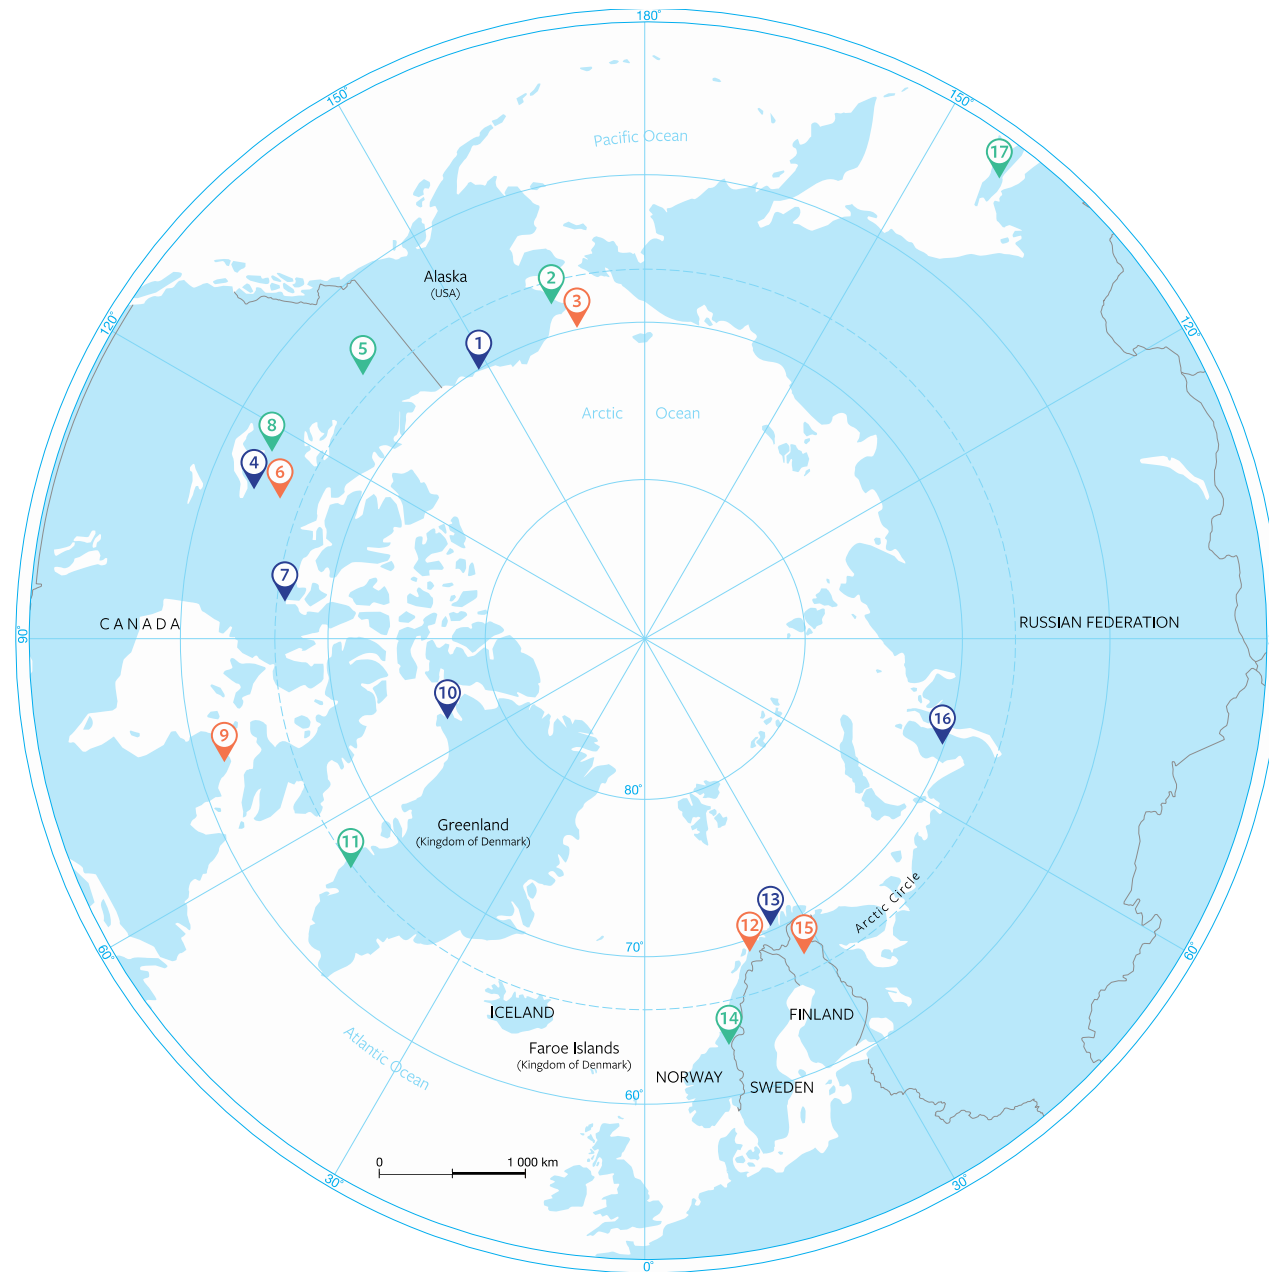 180°
150°
150°
Pacific Ocean
17
Alaska
(USA)
2
3
120°
120°
1
5
Arctic Ocean
8
4
6
7
CANADA
RUSSIAN FEDERATION
90°
10
16
9
80°
Greenland
(Kingdom of Denmark)
11
Arctic Circle
13
12
15
70°
60°
60°
ICELAND
14
FINLAND
Atlantic Ocean
Faroe Islands
(Kingdom of Denmark)
NORWAY
SWEDEN
60°
0
1 000 km
30°
30°
0°